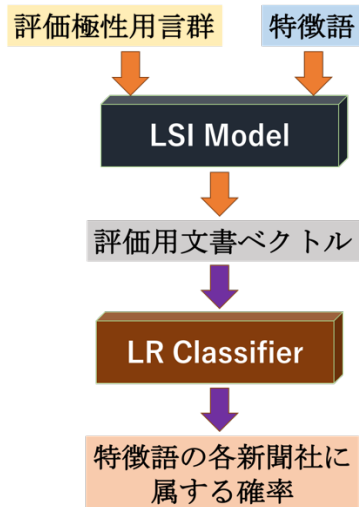 評価極性用言群
特徴語
LSI Model
評価用文書ベクトル
LR Classifier
特徴語の各新聞社に
属する確率